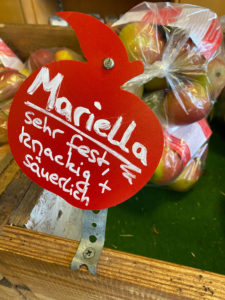 Mariella
sehr fest,
knackig +
säuerlich